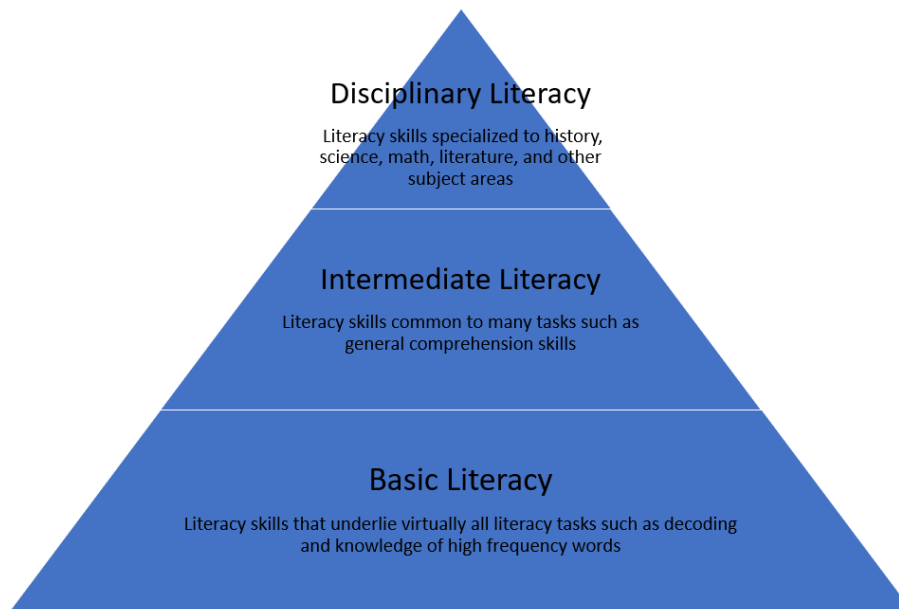 Disciplinary Literacy
Literacy skills specialized to history,
science, math, literature, and other
subject areas
Intermediate Literacy
Literacy skills common to many tasks such as
general comprehension skills
Basic Literacy
Literacy skills that underlie virtually all literacy tasks such as decoding
and knowledge of high frequency words